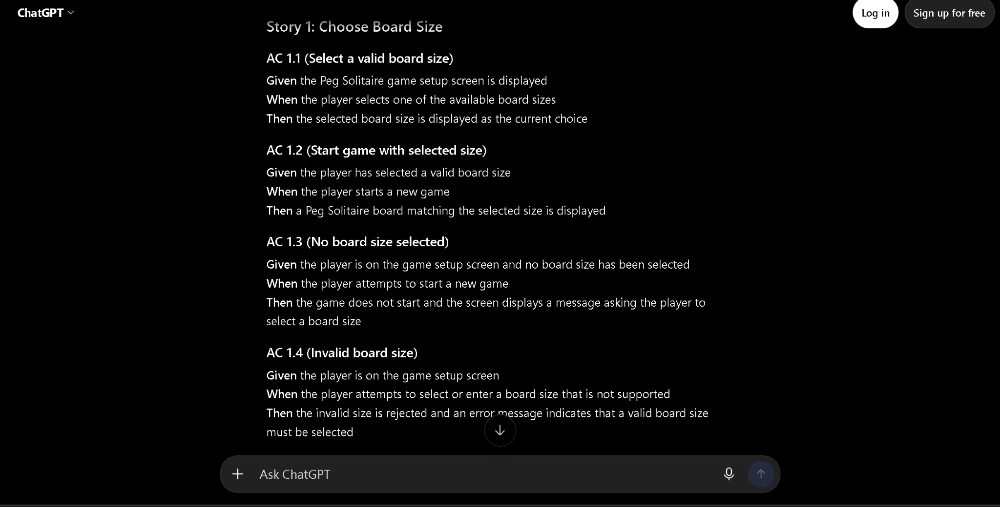 ChatGPT
Log in
Sign up for free
Story 1: Choose Board Size
AC 1.1 (Select a valid board size)
Given the Peg Solitaire game setup screen is displayed
When the player selects one of the available board sizes
Then the selected board size is displayed as the current choice
AC 1.2 (Start game with selected size)
Given the player has selected a valid board size
When the player starts a new game
Then a Peg Solitaire board matching the selected size is displayed
AC 1.3 (No board size selected)
Given the player is on the game setup screen and no board size has been selected
When the player attempts to start a new game
Then the game does not start and the screen displays a message asking the player to
select a board size
AC 1.4 (Invalid board size)
Given the player is on the game setup screen
When the player attempts to select or enter a board size that is not supported
Then the invalid size is rejected and an error message indicates that a valid board size
must be selected
Ask ChatGPT